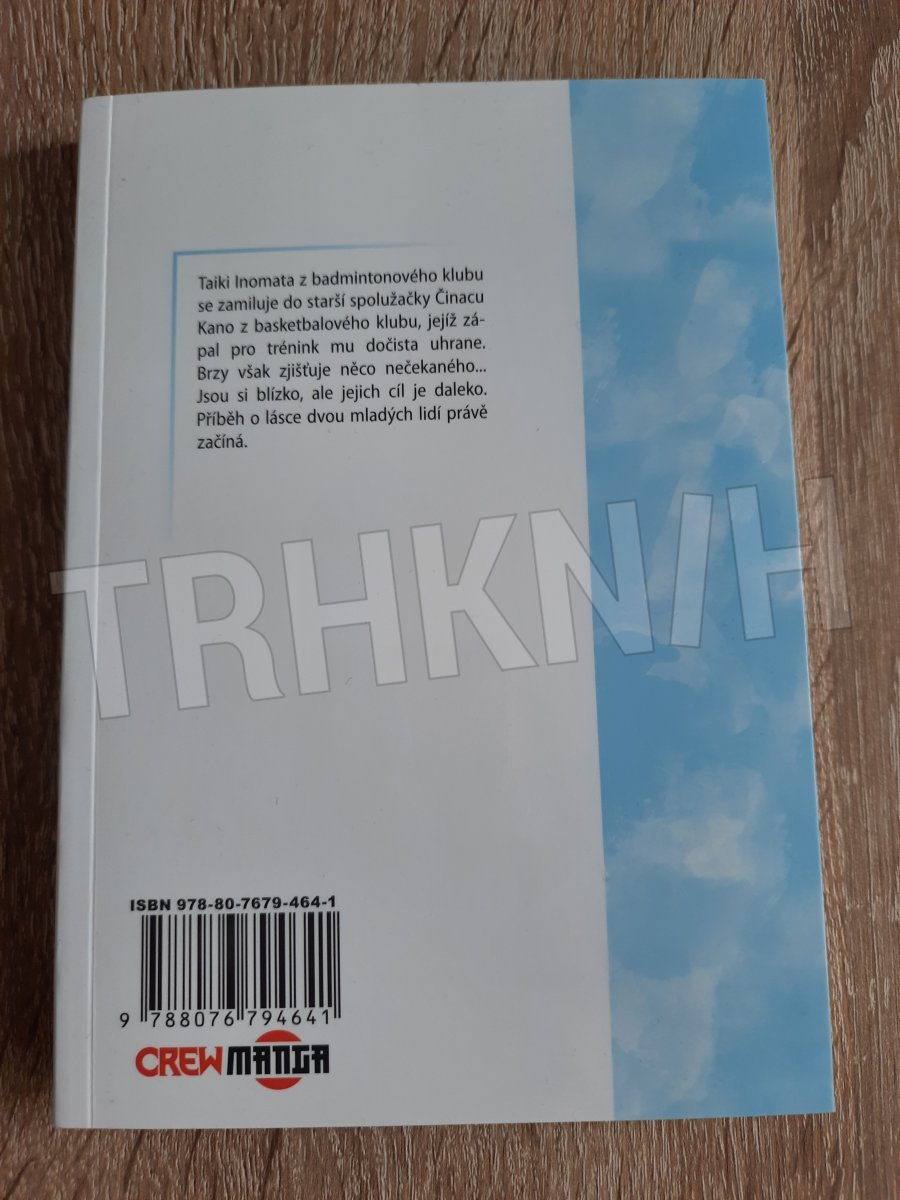 Taiki Inomata z badmintonového klubu
se zamiluje do starší spolužačky Činacu
Kano z basketbalového klubu, jejíž zá-
pal pro trénink mu dočista uhrane.
Brzy však zjišťuje něco nečekaného...
Jsou si blízko, ale jejich cíl je daleko.
Příběh o lásce dvou mladých lidí právě
začíná.
TRHKNIH
ISBN 978-80-7679-464-1
9 788076 794641
CREW MANGA